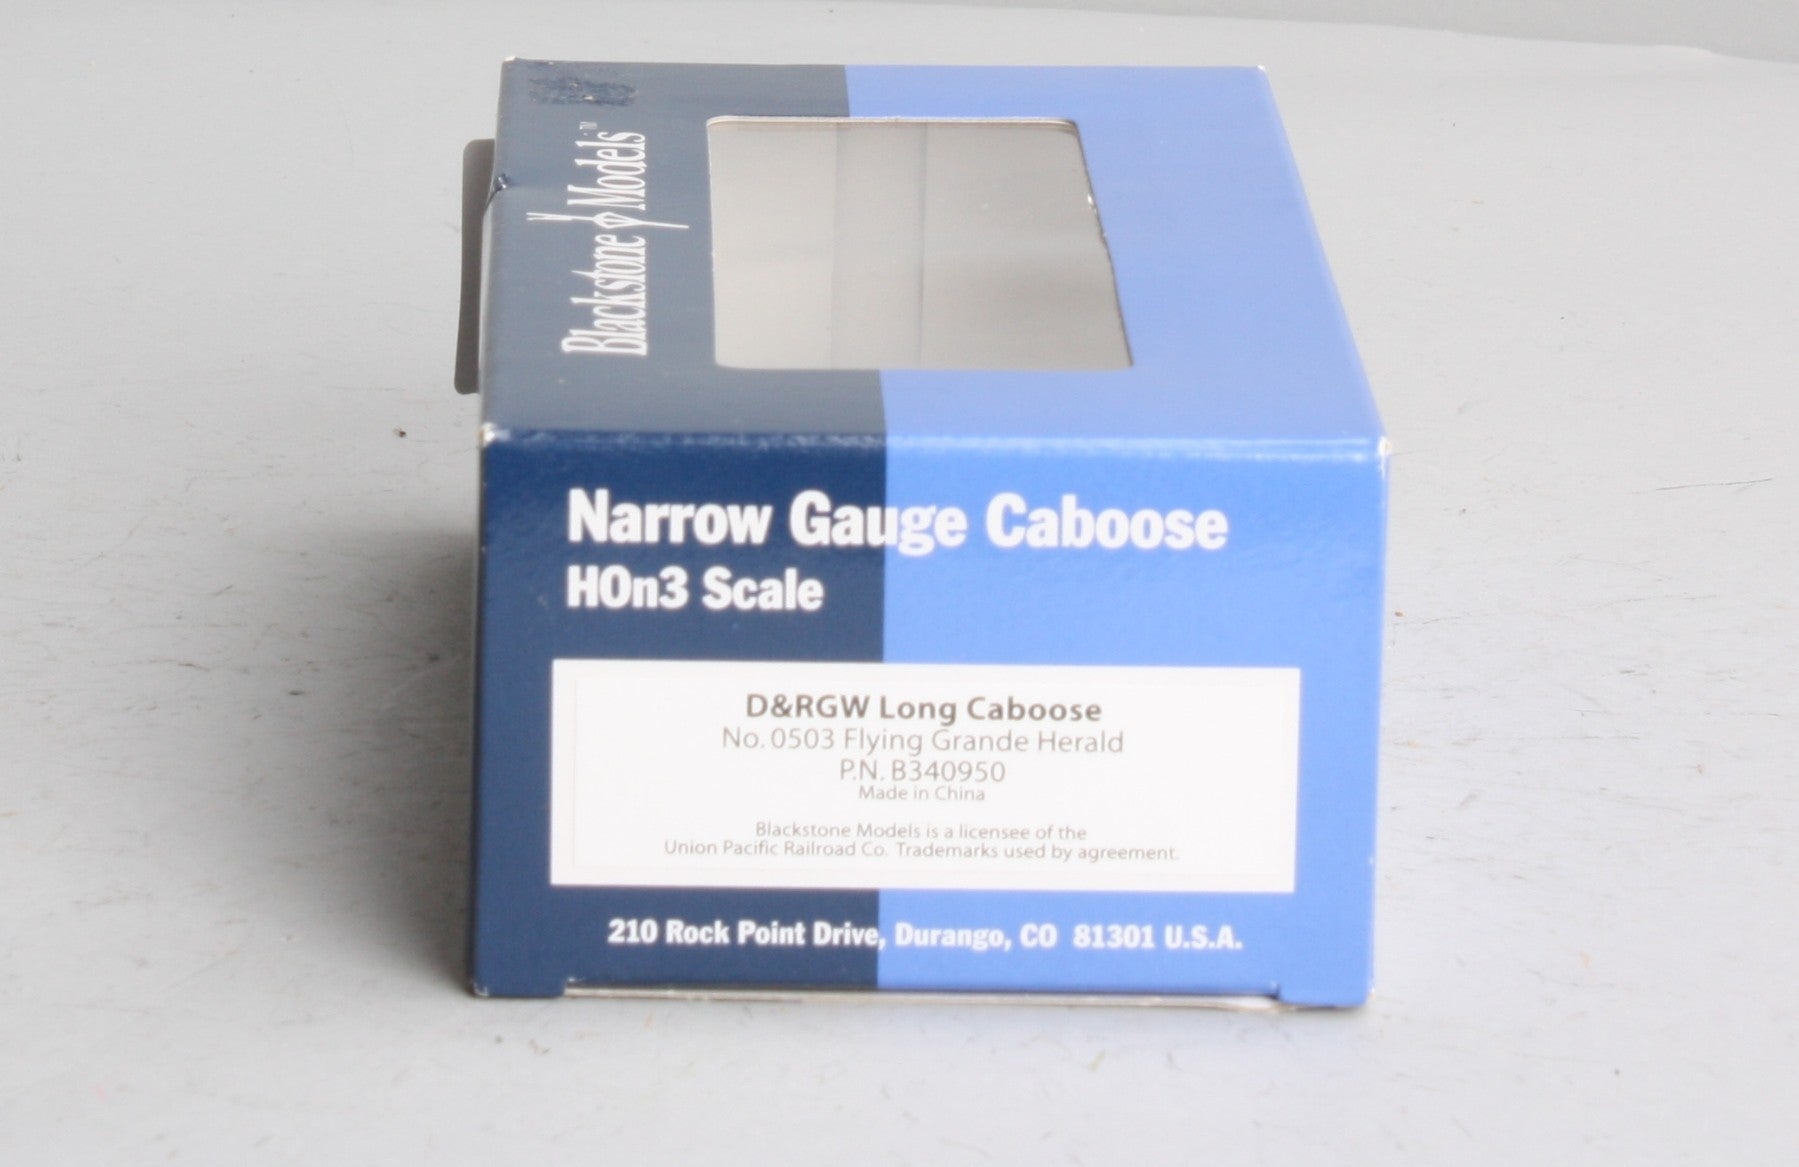 Blackstone Models™
Narrow Gauge Caboose
HOn3 Scale
D&RGW Long Caboose
No. 0503 Flying Grande Herald
P.N. B340950
Made in China
Blackstone Models is a licensee of the
Union Pacific Railroad Co. Trademarks used by agreement.
210 Rock Point Drive, Durango, CO 81301 U.S.A.